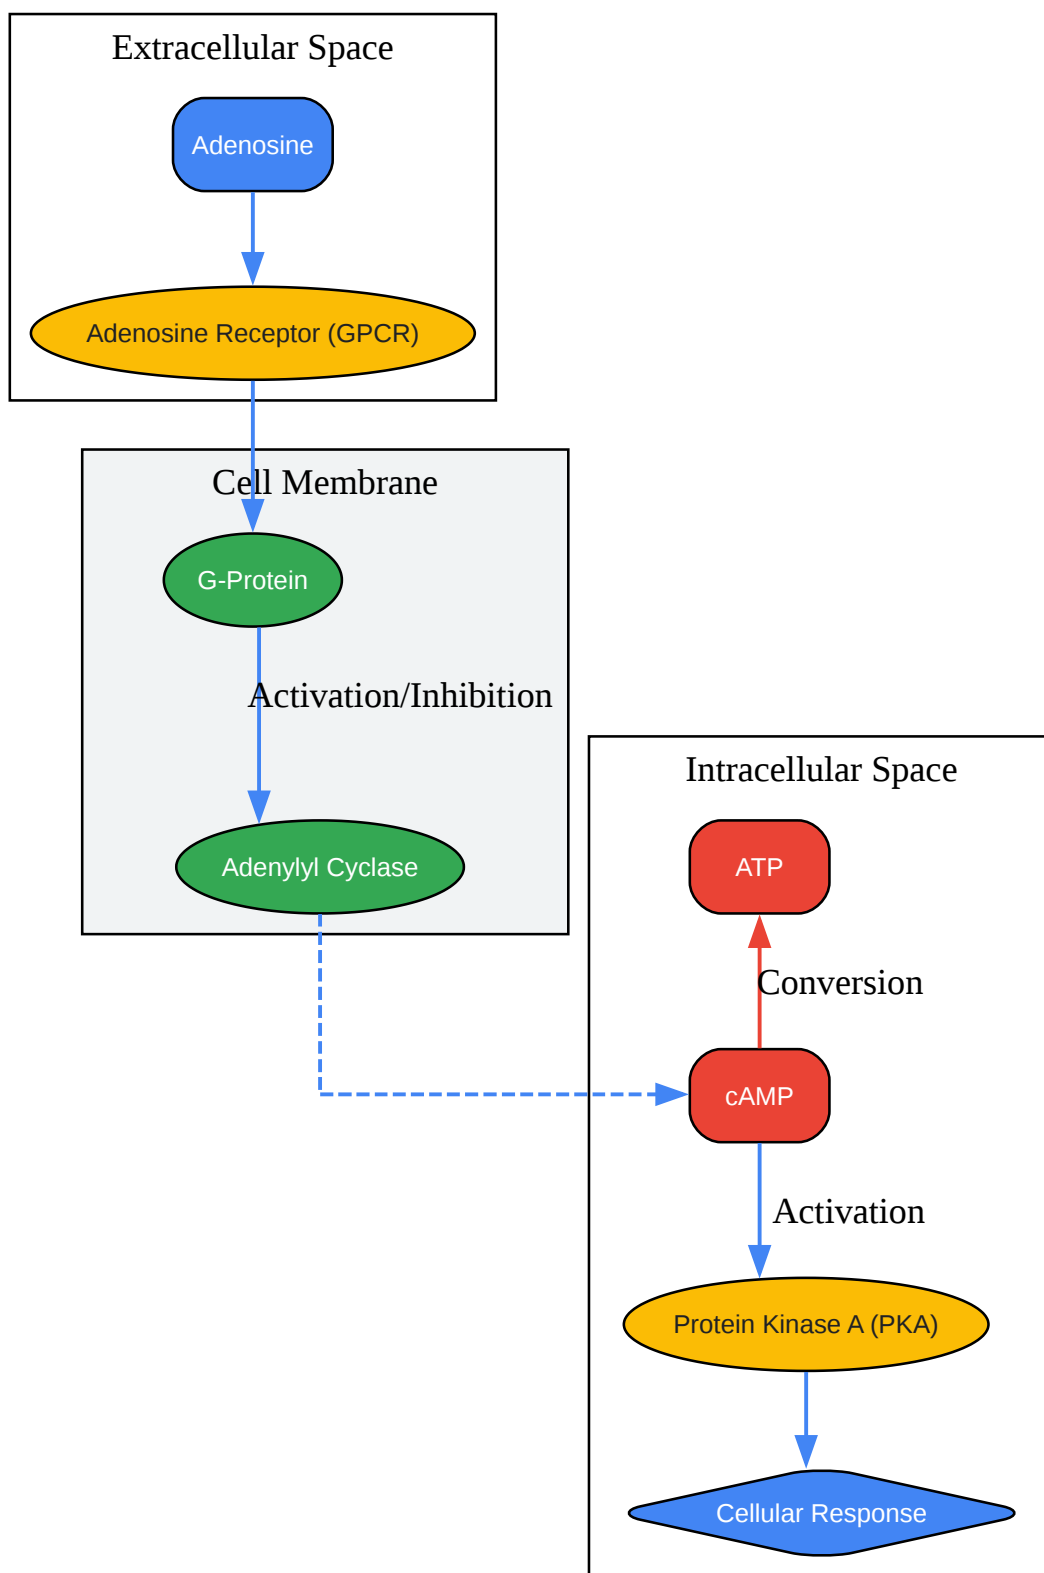 Extracellular Space
Adenosine
Adenosine Receptor (GPCR)
Cell Membrane
G-Protein
Activation/Inhibition
Adenylyl Cyclase
Intracellular Space
ATP
Conversion
cAMP
Activation
Protein Kinase A (PKA)
Cellular Response